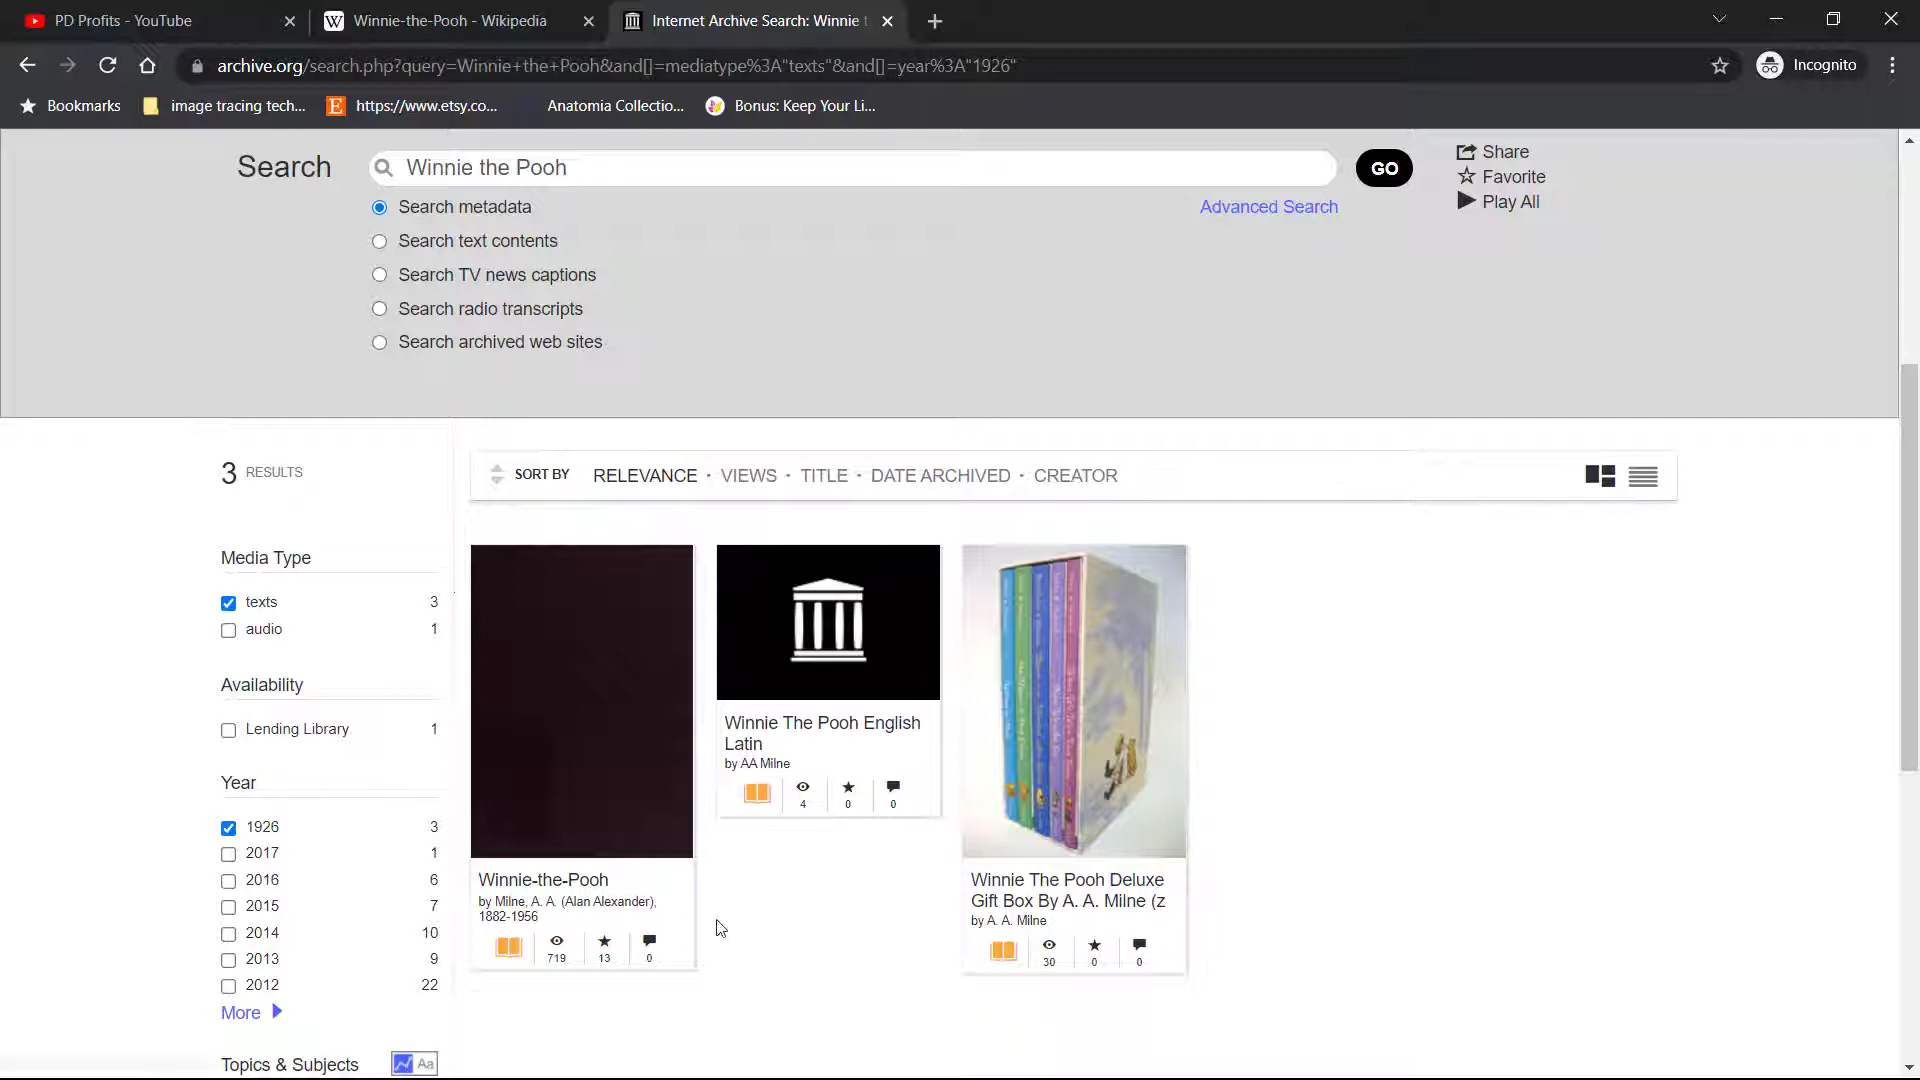 PD Profits - YouTube
Winnie-the-Pooh - Wikipedia
Internet Archive Search: Winnie
archive.org/search.php?query=Winnie+the+Pooh&and[]=mediatype%3A"texts"&and[]=year%3A"1926"
Incognito
Bookmarks
image tracing tech...
https://www.etsy.co...
Anatomia Collectio...
Bonus: Keep Your Li...
Search
Winnie the Pooh
GO
Search metadata
Advanced Search
Search text contents
Search TV news captions
Search radio transcripts
Search archived web sites
Share
Favorite
Play All
3 RESULTS
SORT BY RELEVANCE · VIEWS · TITLE · DATE ARCHIVED · CREATOR
Media Type
texts 3
audio 1
Availability
Lending Library 1
Year
1926 3
2017 1
2016 6
2015 7
2014 10
2013 9
2012 22
More
Topics & Subjects
Aa
Winnie-the-Pooh
by Milne, A. A. (Alan Alexander),
1882-1956
719 13 0
Winnie The Pooh English
Latin
by AA Milne
4 0 0
Winnie The Pooh Deluxe
Gift Box By A. A. Milne (z
by A. A. Milne
30 0 0